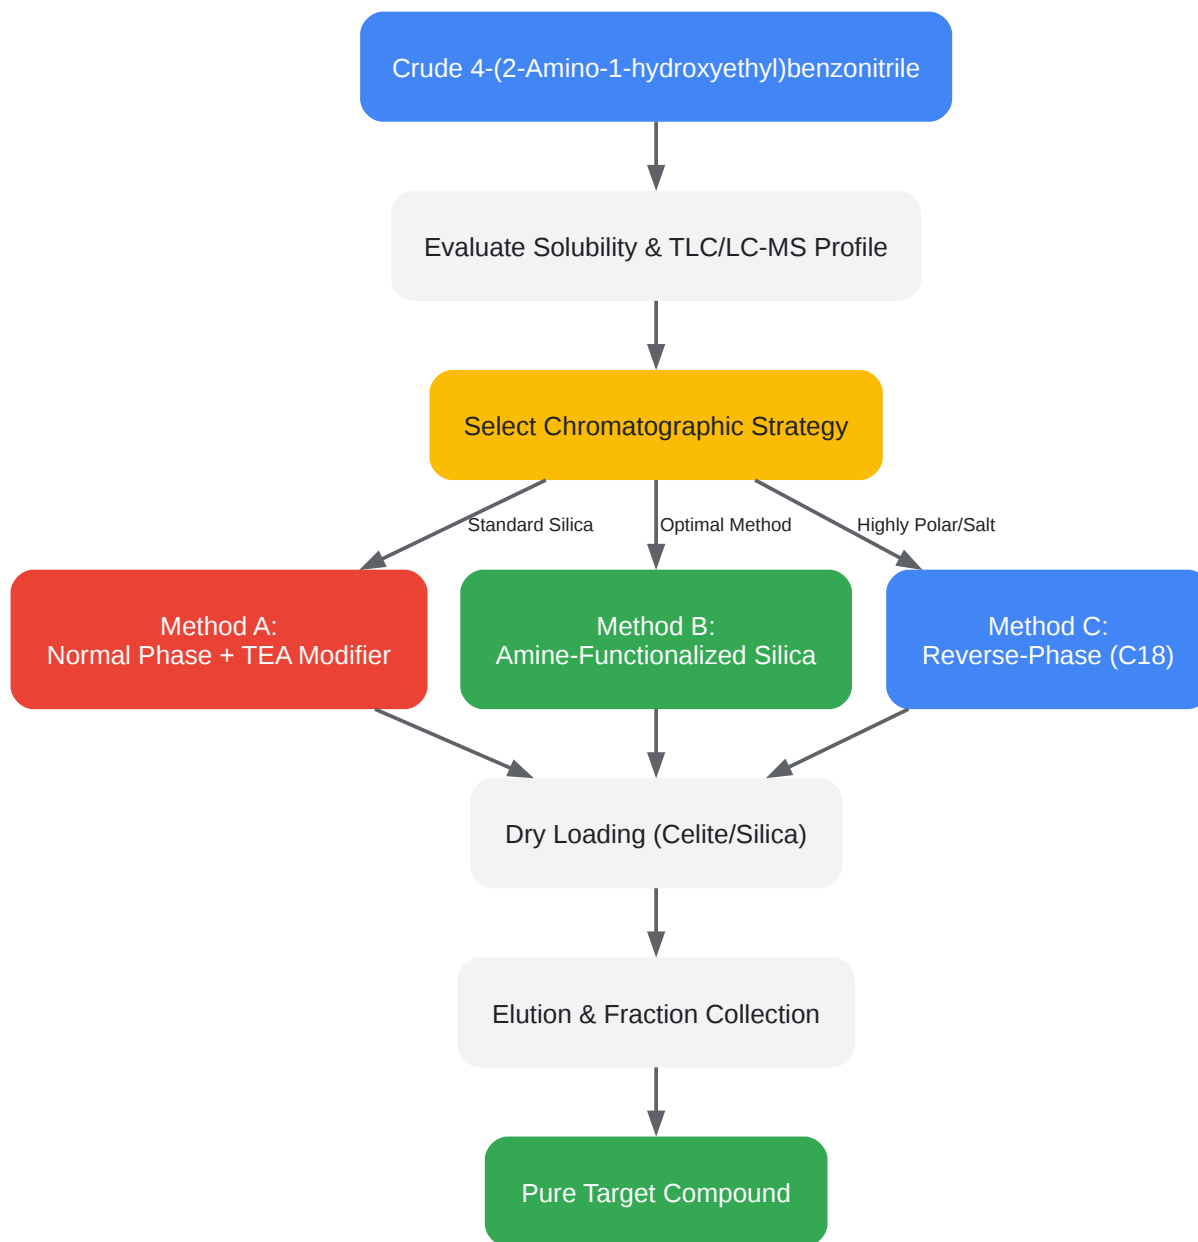 Crude 4-(2-Amino-1-hydroxyethyl)benzonitrile
Evaluate Solubility & TLC/LC-MS Profile
Select Chromatographic Strategy
Standard Silica
Optimal Method
Highly Polar/Salt
Method A:
Normal Phase + TEA Modifier
Method B:
Amine-Functionalized Silica
Method C:
Reverse-Phase (C18)
Dry Loading (Celite/Silica)
Elution & Fraction Collection
Pure Target Compound